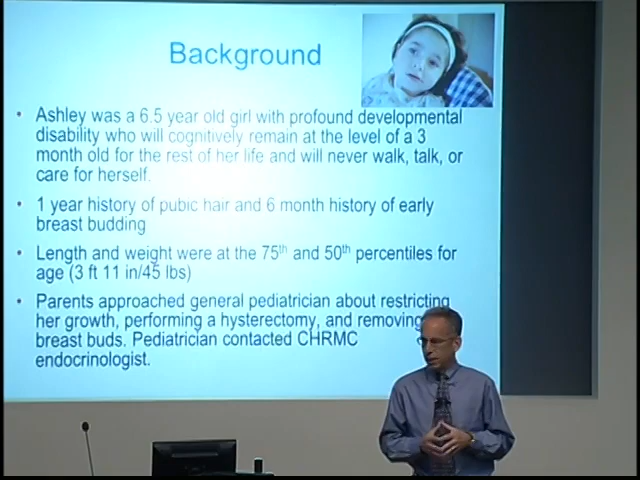 Background
• Ashley was a 6.5 year old girl with profound developmental
disability who will cognitively remain at the level of a 3
month old for the rest of her life and will never walk, talk, or
care for herself.
• 1 year history of pubic hair and 6 month history of early
breast budding
• Length and weight were at the 75th and 50th percentiles for
age (3 ft 11 in/45 lbs)
• Parents approached general pediatrician about restricting
her growth, performing a hysterectomy, and removing
breast buds. Pediatrician contacted CHRMC
endocrinologist.